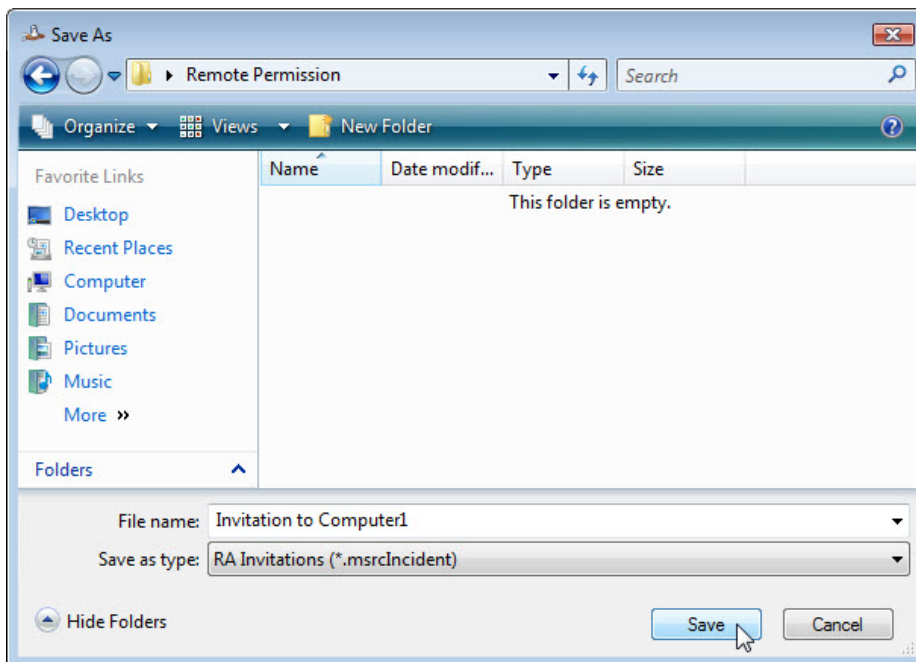 Save As
Remote Permission
Search
Organize Views New Folder
Favorite Links
Name Date modif... Type Size
This folder is empty.
Desktop
Recent Places
Computer
Documents
Pictures
Music
More »
Folders
File name: Invitation to Computer1
Save as type: RA Invitations (*.msrcIncident)
Hide Folders
Save Cancel